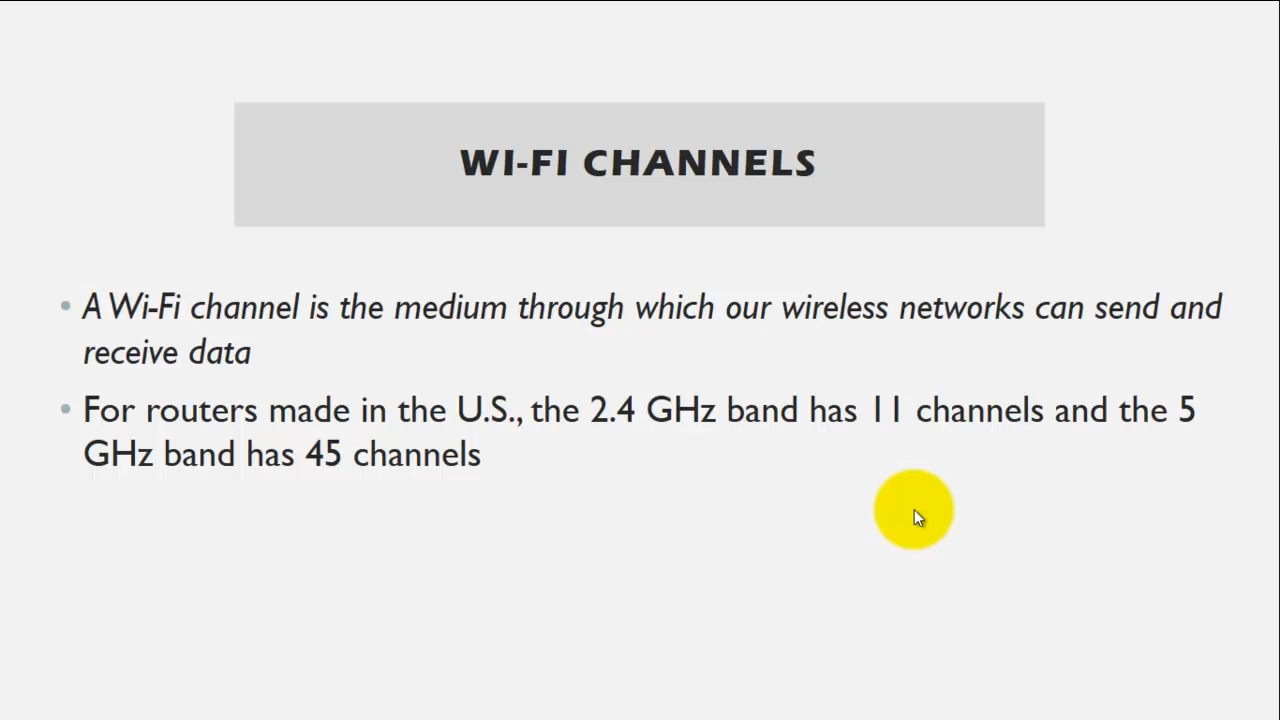 WI-FI CHANNELS
• A Wi-Fi channel is the medium through which our wireless networks can send and
receive data
• For routers made in the U.S., the 2.4 GHz band has 11 channels and the 5
GHz band has 45 channels